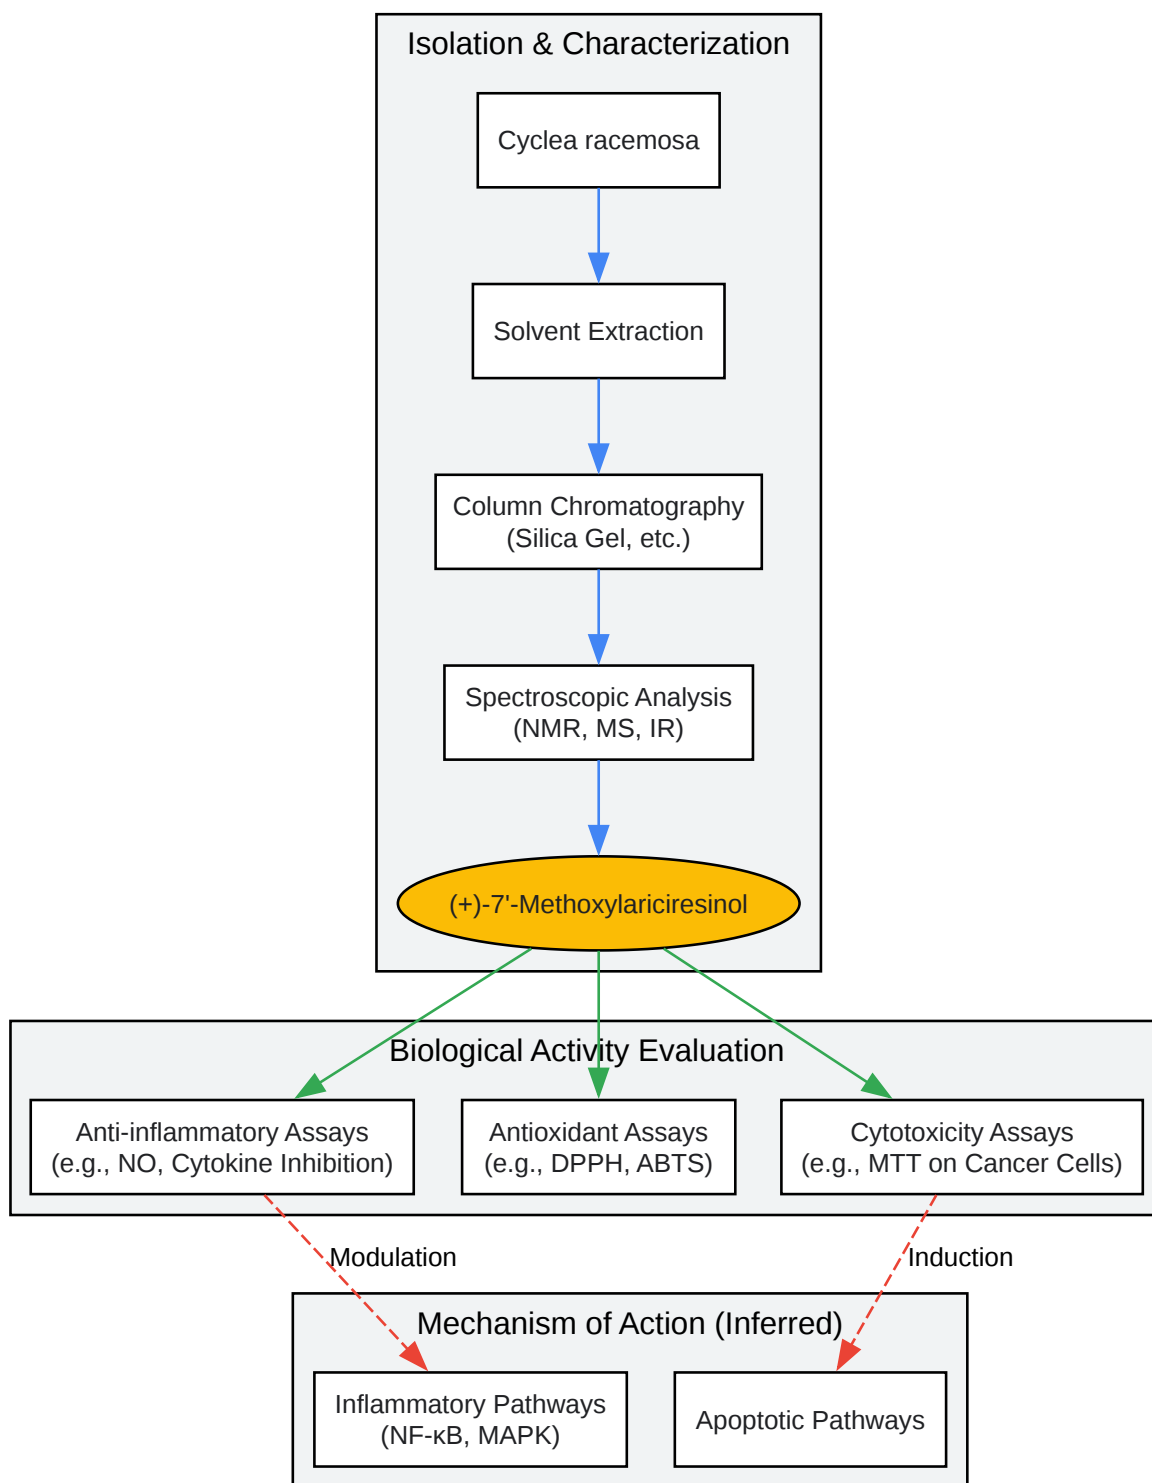 Isolation & Characterization
Cyclea racemosa
Solvent Extraction
Column Chromatography
(Silica Gel, etc.)
Spectroscopic Analysis
(NMR, MS, IR)
(+)-7'-Methoxylariciresinol
Biological Activity Evaluation
Anti-inflammatory Assays
(e.g., NO, Cytokine Inhibition)
Antioxidant Assays
(e.g., DPPH, ABTS)
Cytotoxicity Assays
(e.g., MTT on Cancer Cells)
Modulation
Induction
Mechanism of Action (Inferred)
Inflammatory Pathways
(NF-κB, MAPK)
Apoptotic Pathways